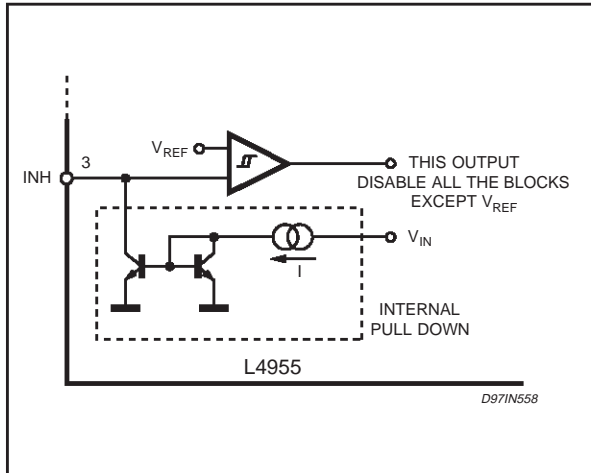 3
V_REF
INH
THIS OUTPUT
DISABLE ALL THE BLOCKS
EXCEPT V_REF
V_IN
I
INTERNAL
PULL DOWN
L4955
D97IN558